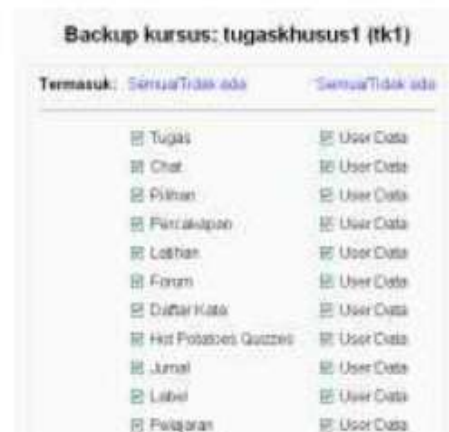 Backup kursus: tugaskhusus1 (tk1)
Termasuk: Semua/Tidak ada Semua/Tidak ada
Tugas User Data
Chat User Data
Pilihan User Data
Percakapan User Data
Latihan User Data
Forum User Data
Daftar Kata User Data
Hot Potatoes Quizzes User Data
Jurnal User Data
Label User Data
Pelajaran User Data